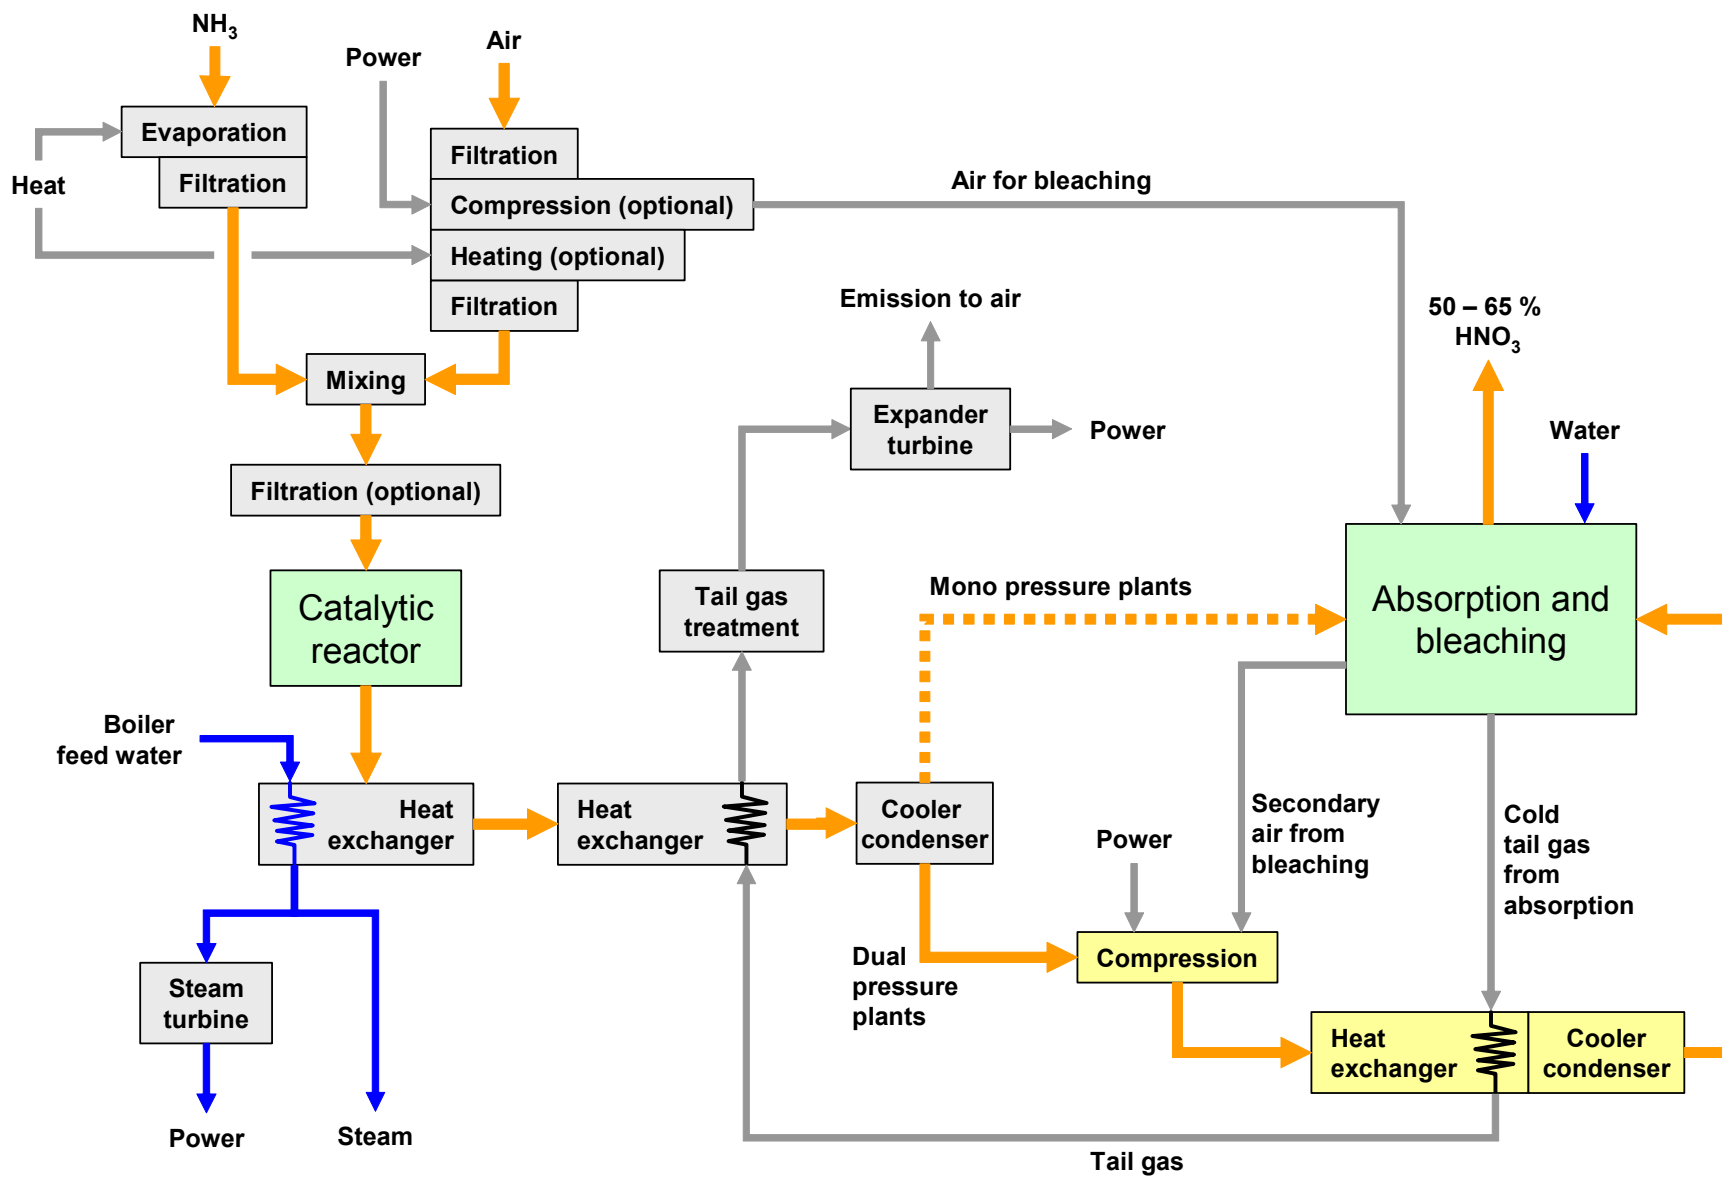 NH3
Air
Power
Evaporation
Filtration
Heat
Filtration
Compression (optional)
Heating (optional)
Filtration
Air for bleaching
Mixing
Filtration (optional)
Catalytic
reactor
Emission to air
Expander
turbine
Power
50 – 65 %
HNO3
Water
Tail gas
treatment
Mono pressure plants
Absorption and
bleaching
Boiler
feed water
Heat
exchanger
Heat
exchanger
Cooler
condenser
Secondary
air from
bleaching
Cold
tail gas
from
absorption
Power
Dual
pressure
plants
Compression
Steam
turbine
Heat
exchanger
Cooler
condenser
Power
Steam
Tail gas